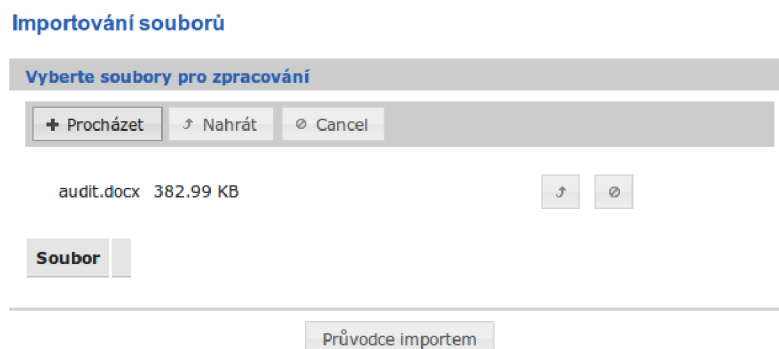 Importování souborů
Vyberte soubory pro zpracování
Procházet Nahrát Cancel
audit.docx 382.99 KB
Soubor
Průvodce importem